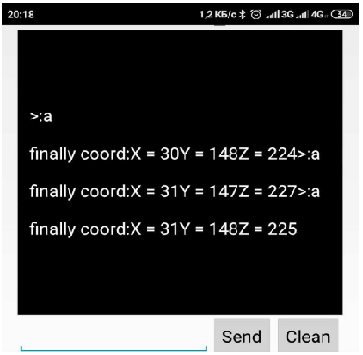 20:18 1,2 КБ/с 3G 4G 34
>:a
finally coord:X = 30Y = 148Z = 224>:a
finally coord:X = 31Y = 147Z = 227>:a
finally coord:X = 31Y = 148Z = 225
Send Clean